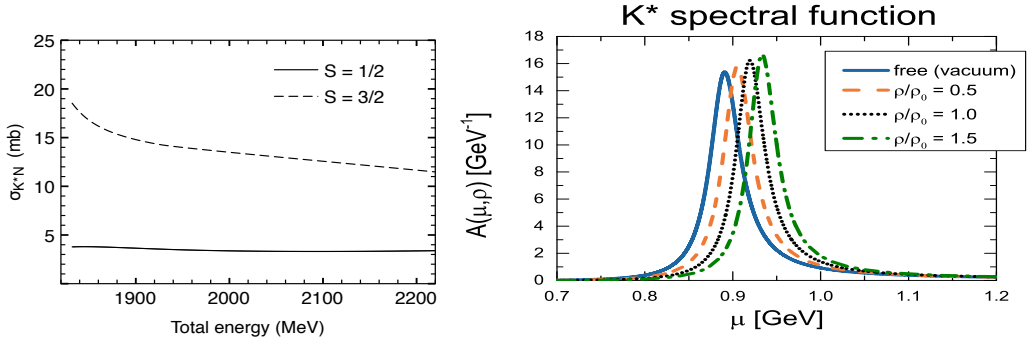 25
20
15
10
5
σK*N (mb)
S = 1/2
S = 3/2
1900 2000 2100 2200
Total energy (MeV)
K* spectral function
18
16
14
12
10
8
6
4
2
0
A(μ,ρ) [GeV⁻¹]
free (vacuum)
ρ/ρ₀ = 0.5
ρ/ρ₀ = 1.0
ρ/ρ₀ = 1.5
0.7 0.8 0.9 1.0 1.1 1.2
μ [GeV]